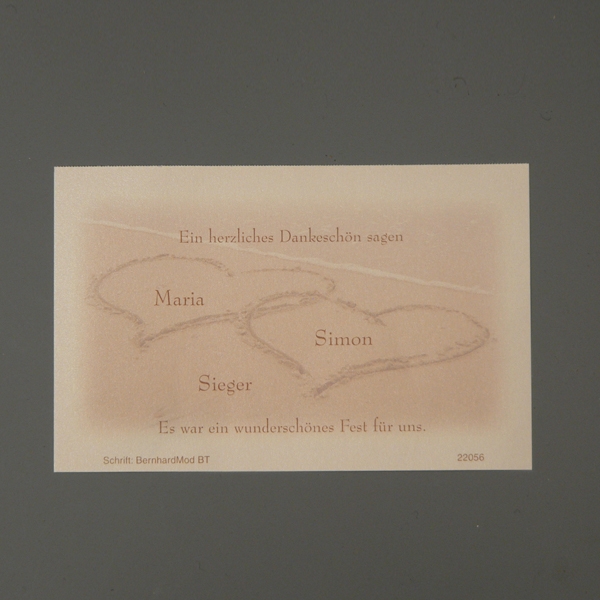 Ein herzliches Dankeschön sagen
Maria
Simon
Sieger
Es war ein wunderschönes Fest für uns.
Schrift: BernhardMod BT
22056